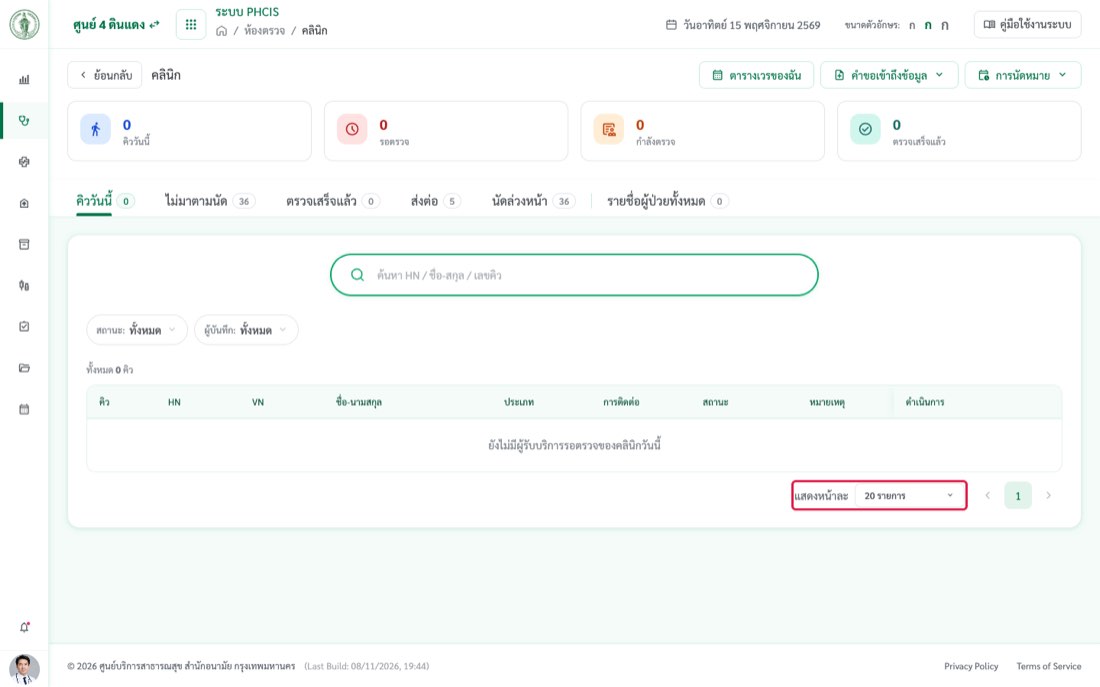 ศูนย์ 4 ดินแดง
ระบบ PHCIS
/ ห้องตรวจ / คลินิก
วันอาทิตย์ 15 พฤศจิกายน 2569
ขนาดตัวอักษร: ก ก ก
คู่มือใช้งานระบบ
ย้อนกลับ
คลินิก
ตารางเวรของฉัน
คำขอเข้าถึงข้อมูล
การนัดหมาย
0
คิววันนี้
0
รอตรวจ
0
กำลังตรวจ
0
ตรวจเสร็จแล้ว
คิววันนี้ 0
ไม่มาตามนัด 36
ตรวจเสร็จแล้ว 0
ส่งต่อ 5
นัดล่วงหน้า 36
รายชื่อผู้ป่วยทั้งหมด 0
ค้นหา HN / ชื่อ-สกุล / เลขคิว
สถานะ: ทั้งหมด
ผู้บันทึก: ทั้งหมด
ทั้งหมด 0 คิว
คิว HN VN ชื่อ-นามสกุล ประเภท การติดต่อ สถานะ หมายเหตุ ดำเนินการ
ยังไม่มีผู้รับบริการรอตรวจของคลินิกวันนี้
แสดงหน้าละ 20 รายการ
1
© 2026 ศูนย์บริการสาธารณสุข สำนักอนามัย กรุงเทพมหานคร (Last Build: 08/11/2026, 19:44)
Privacy Policy Terms of Service